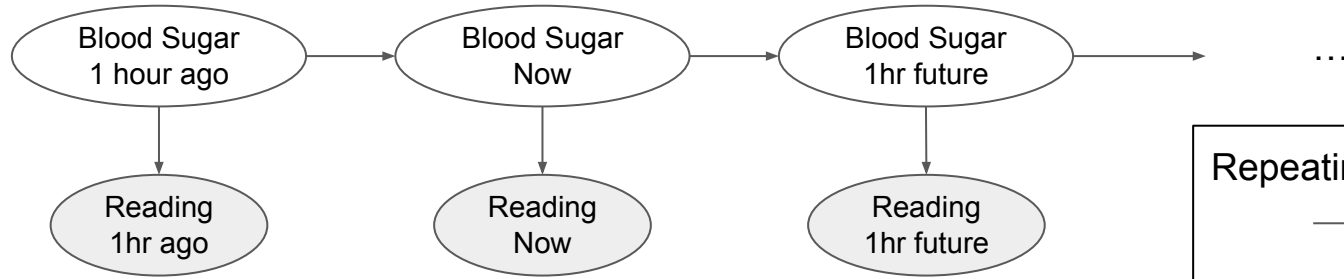 Blood Sugar
1 hour ago
Blood Sugar
Now
Blood Sugar
1hr future
...
Reading
1hr ago
Reading
Now
Reading
1hr future